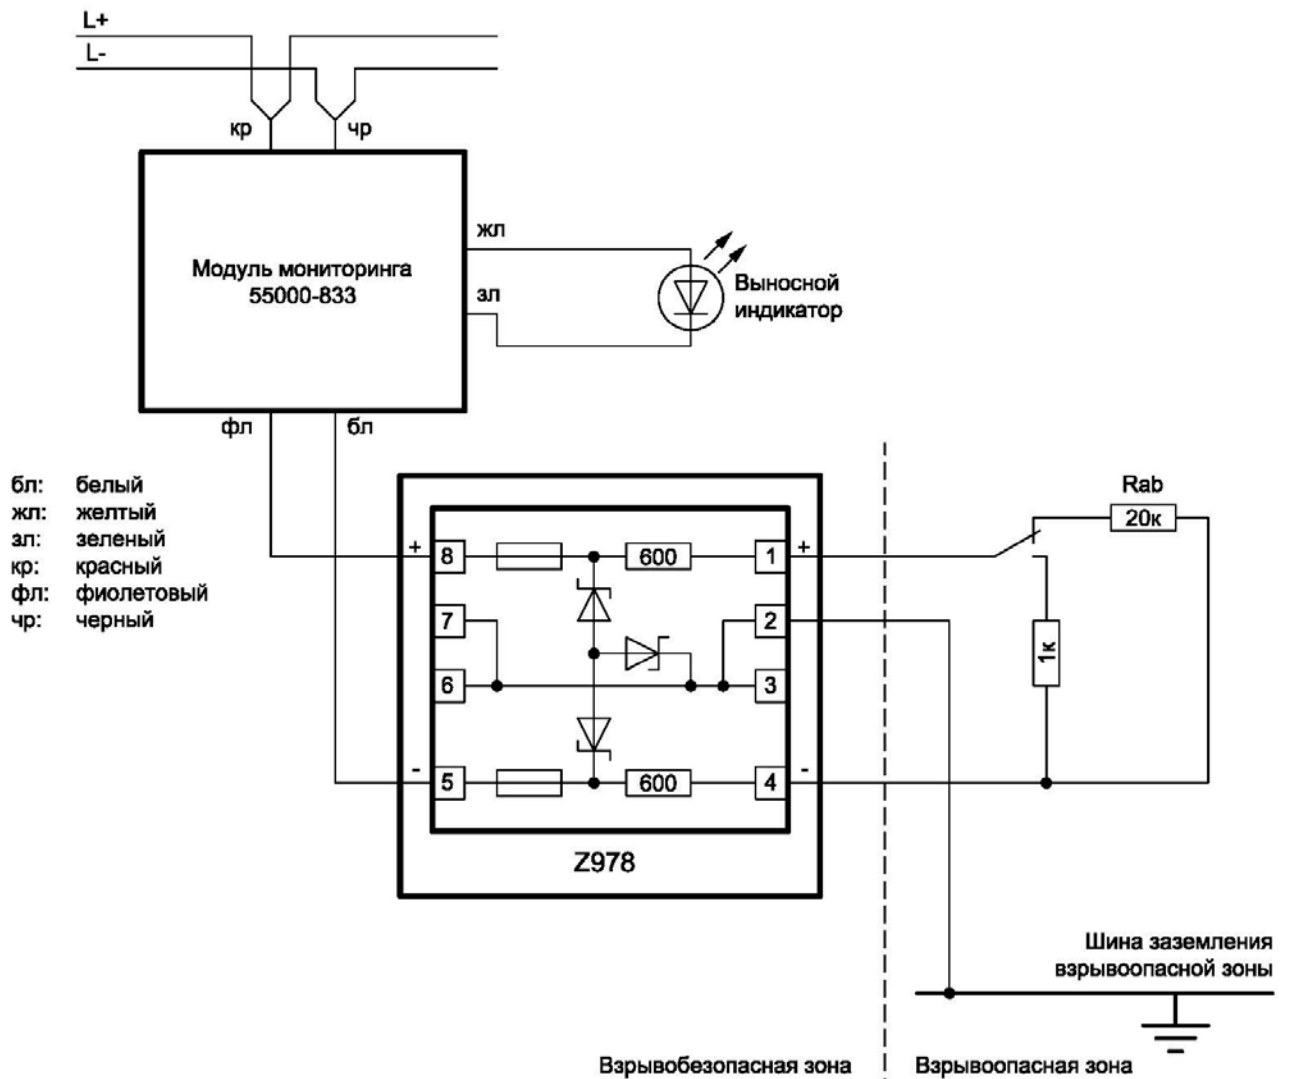 L+
L-
кр
чр
жл
Модуль мониторинга
55000-833
зл
Выносной
индикатор
фл
бл
бл: белый
жл: желтый
зл: зеленый
кр: красный
фл: фиолетовый
чр: черный
Rab
20к
+
8
600
1
+
7
2
1к
6
3
-
5
600
4
-
Z978
Шина заземления
взрывоопасной зоны
Взрывобезопасная зона
Взрывоопасная зона